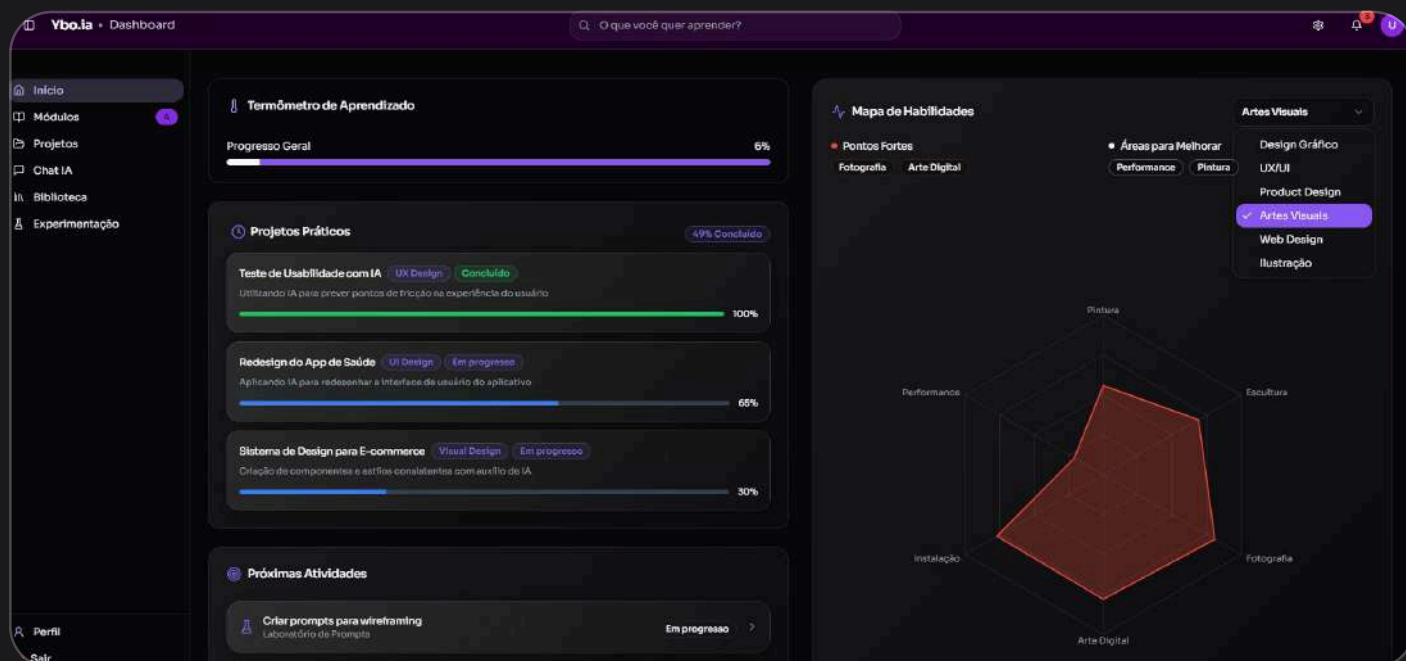 Ybo.ia • Dashboard
O que você quer aprender?
3
U
Início
Módulos
4
Projetos
Chat IA
Biblioteca
Experimentação
Perfil
Sair
Termômetro de Aprendizado
Progresso Geral 6%
Projetos Práticos 49% Concluído
Teste de Usabilidade com IA UX Design Concluído
Utilizando IA para prever pontos de fricção na experiência do usuário
100%
Redesign do App de Saúde UI Design Em progresso
Aplicando IA para redesenhar a interface de usuário do aplicativo
65%
Sistema de Design para E-commerce Visual Design Em progresso
Criação de componentes e estilos consistentes com auxílio de IA
30%
Próximas Atividades
Criar prompts para wireframing
Laboratório de Prompts
Em progresso
Mapa de Habilidades
Artes Visuais
Pontos Fortes
Fotografia Arte Digital
Áreas para Melhorar
Performance Pintura
Design Gráfico
UX/UI
Product Design
Artes Visuais
Web Design
Ilustração
Pintura
Performance
Escultura
Instalação
Fotografia
Arte Digital